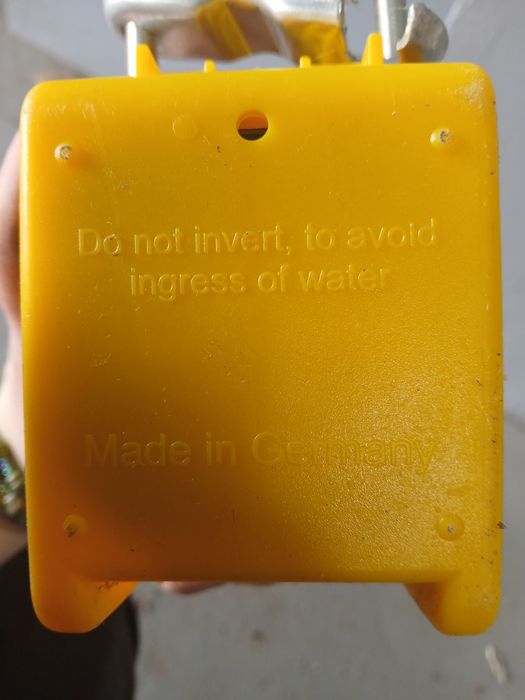 Do not invert, to avoid
ingress of water
Made in Germany